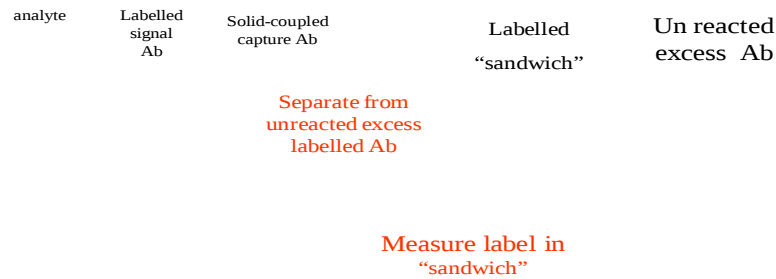 analyte
Labelled
signal
Ab
Solid-coupled
capture Ab
Labelled
“sandwich”
Un reacted
excess Ab
Separate from
unreacted excess
labelled Ab
Measure label in
“sandwich”